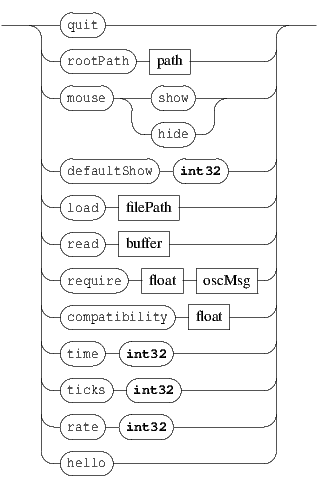 quit
rootPath path
mouse show
hide
defaultShow int32
load filePath
read buffer
require float oscMsg
compatibility float
time int32
ticks int32
rate int32
hello